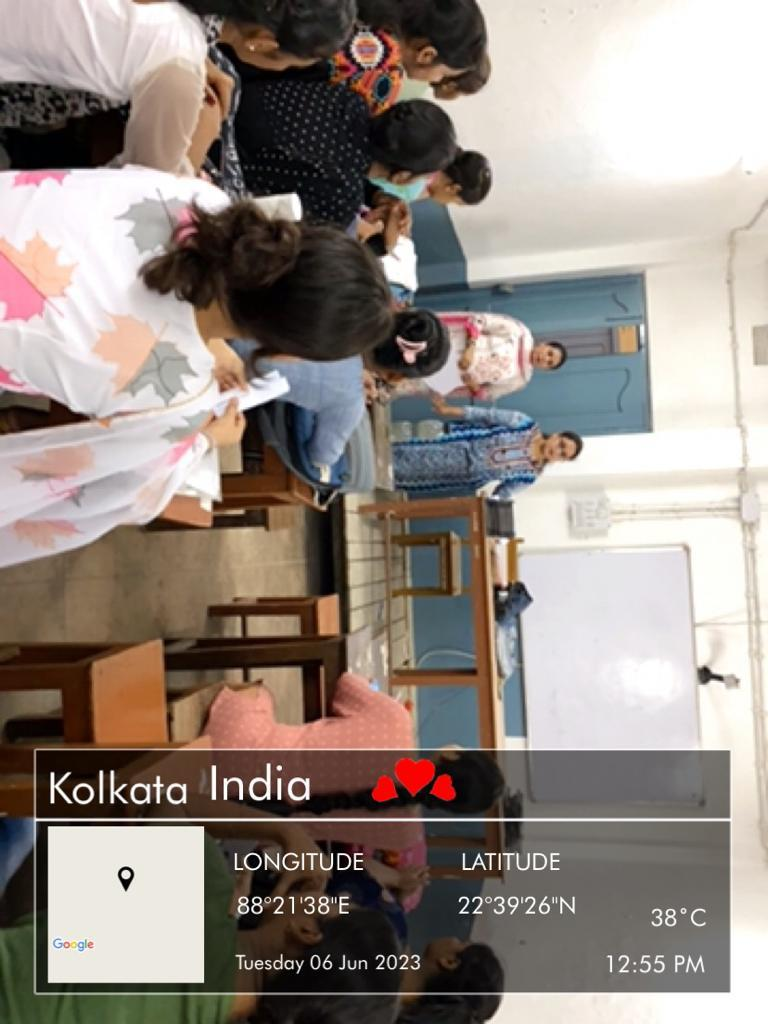 Kolkata India
LONGITUDE LATITUDE
88°21'38"E 22°39'26"N
38°C
Google
Tuesday 06 Jun 2023 12:55 PM